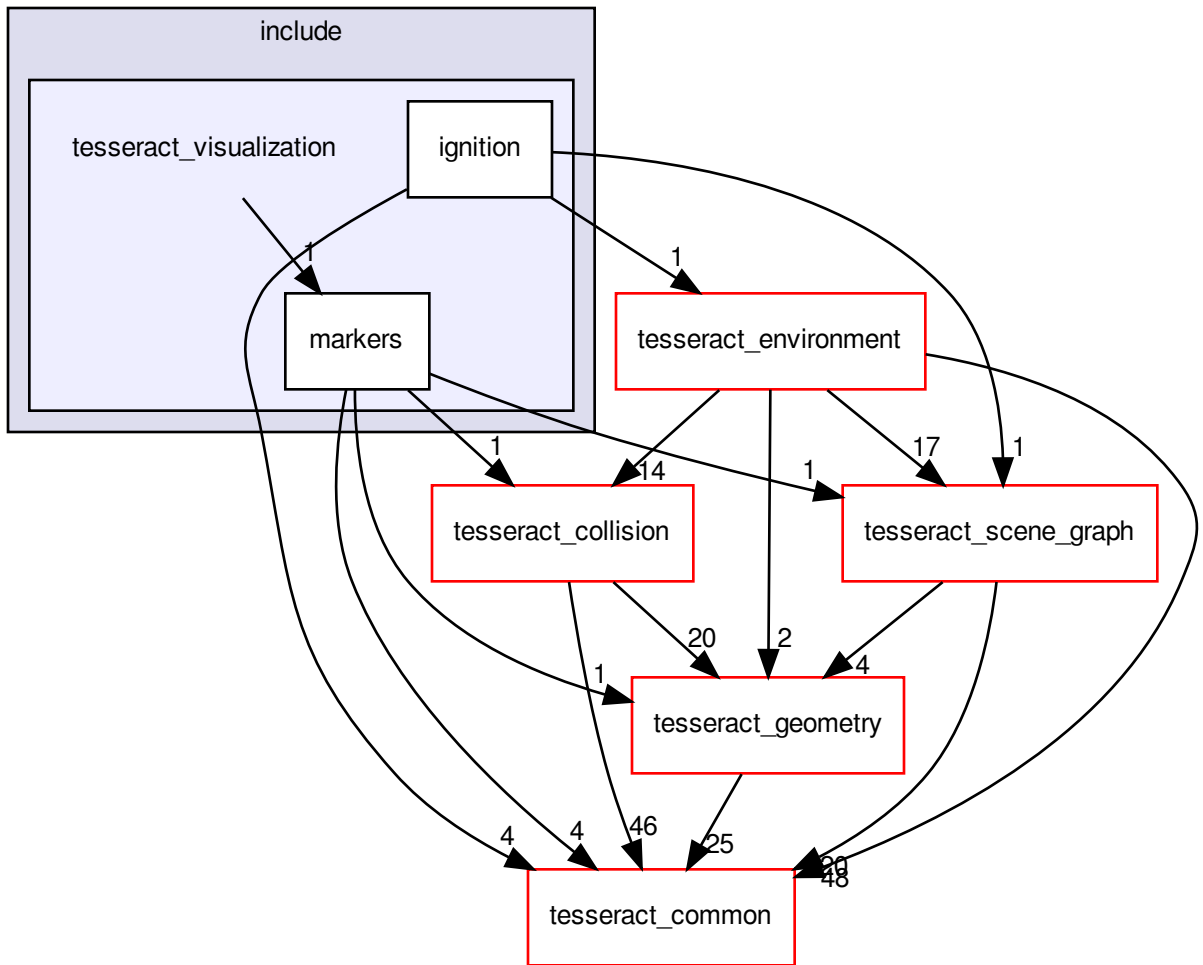 include
tesseract_visualization
ignition
1
1
markers
tesseract_environment
1
14
17
1
1
tesseract_collision
tesseract_scene_graph
20
2
4
1
tesseract_geometry
4
4
46
25
20
48
tesseract_common